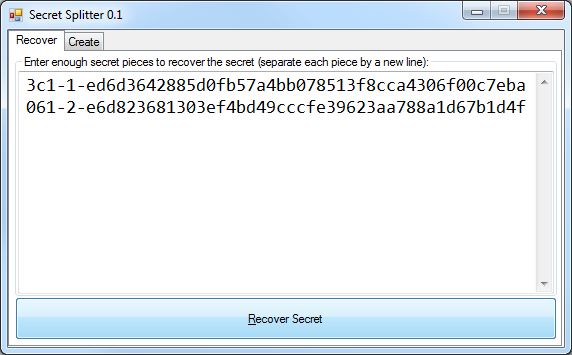 Secret Splitter 0.1
Recover Create
Enter enough secret pieces to recover the secret (separate each piece by a new line):
3c1-1-ed6d3642885d0fb57a4bb078513f8cca4306f00c7eba
061-2-e6d823681303ef4bd49cccfe39623aa788a1d67b1d4f
Recover Secret